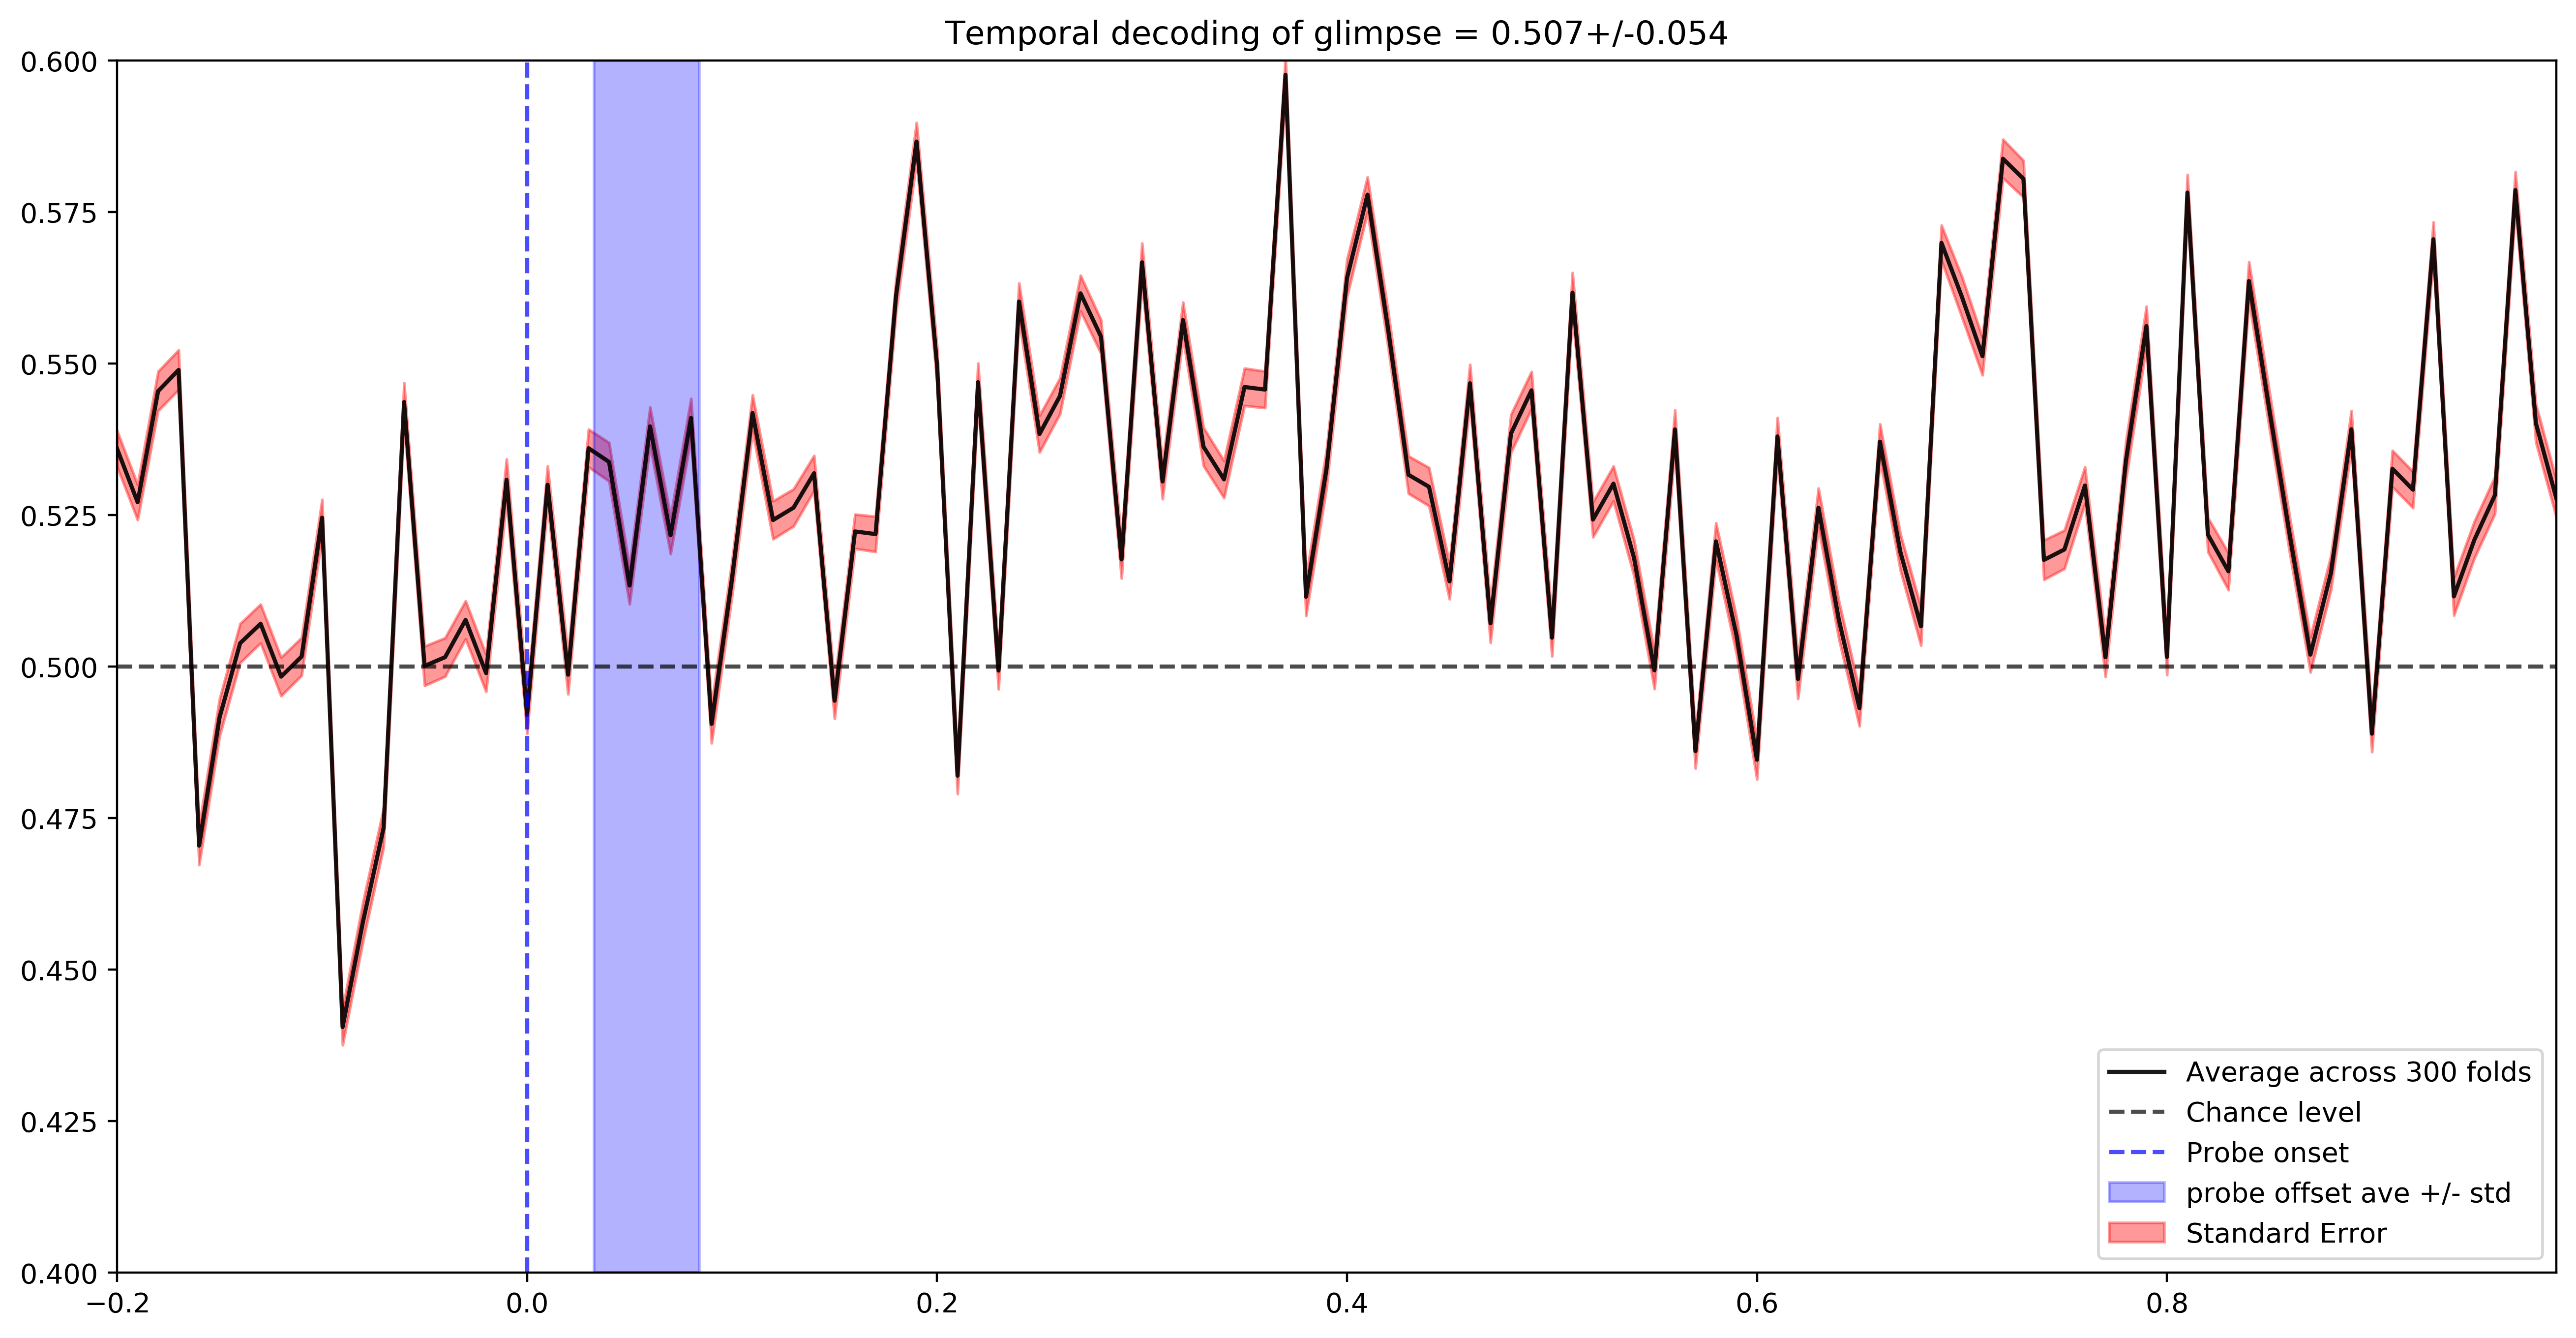 Temporal decoding of glimpse = 0.507+/-0.054
0.600
0.575
0.550
0.525
0.500
0.475
0.450
0.425
0.400
−0.2
0.0
0.2
0.4
0.6
0.8
Average across 300 folds
Chance level
Probe onset
probe offset ave +/- std
Standard Error